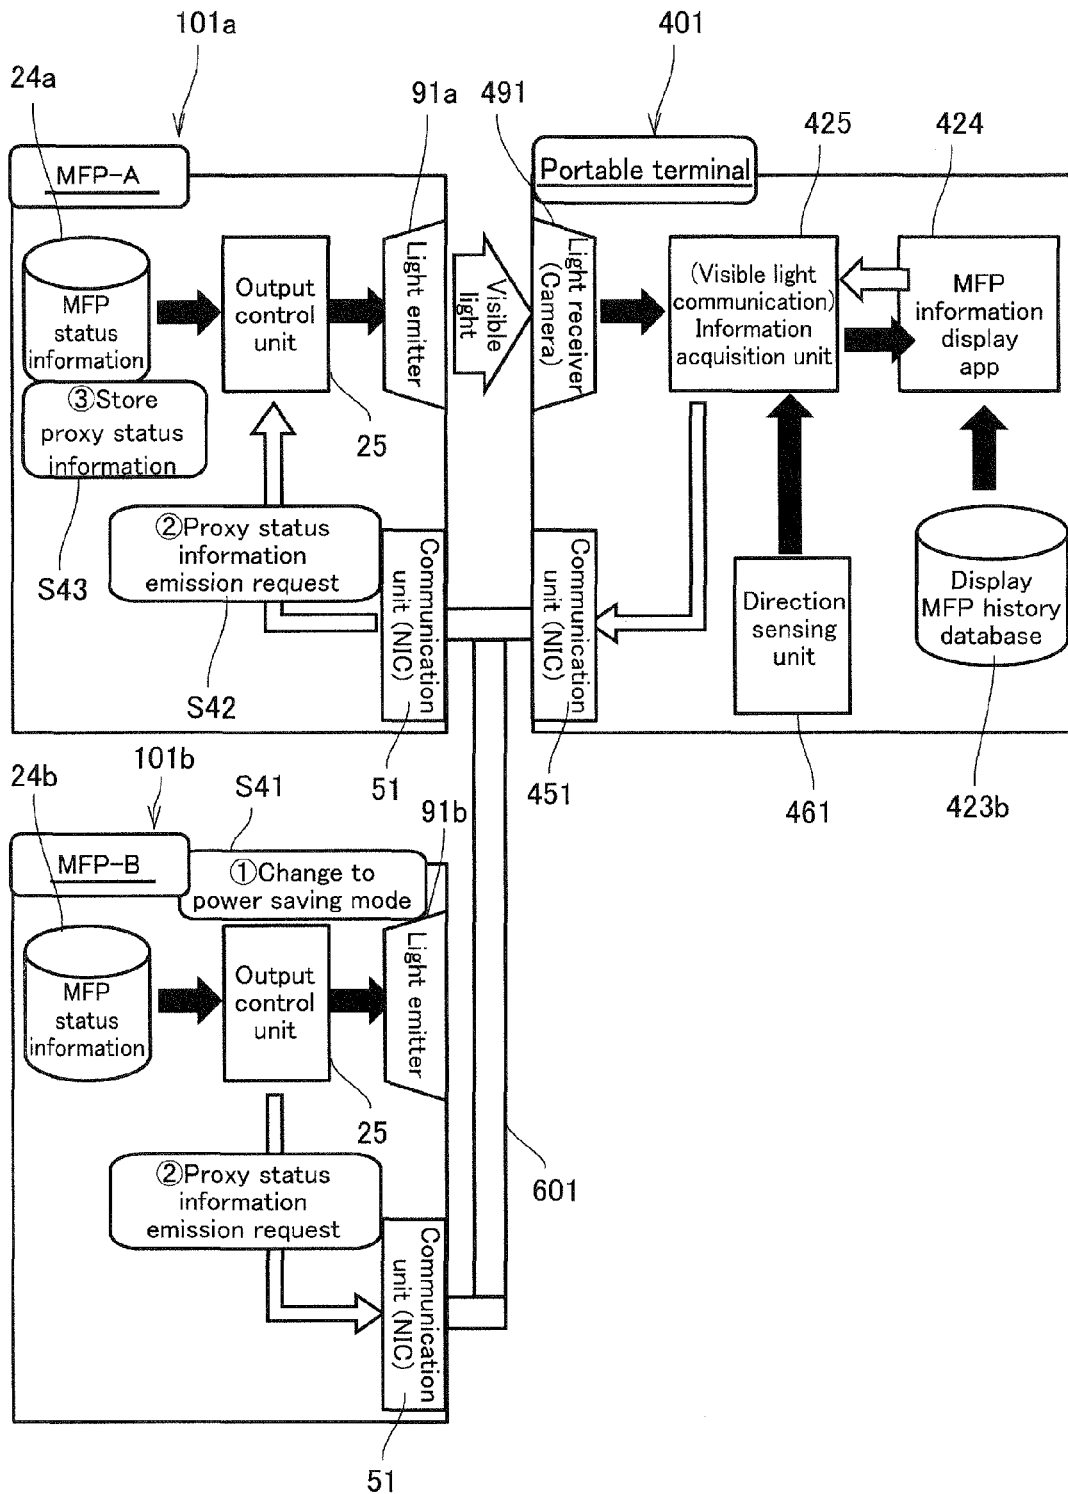 101a
401
24a
91a
491
425
424
MFP-A
Portable terminal
MFP
status
information
Output
control
unit
Light emitter
Visible
light
Light receiver
(Camera)
(Visible light
communication)
Information
acquisition unit
MFP
information
display
app
③Store
proxy status
information
25
②Proxy status
information
emission request
S43
S42
Communication
unit (NIC)
Communication
unit (NIC)
Direction
sensing
unit
Display
MFP history
database
51
451
461
423b
24b
101b
S41
91b
MFP-B
①Change to
power saving mode
MFP
status
information
Output
control
unit
Light emitter
25
②Proxy status
information
emission request
601
Communication
unit (NIC)
51